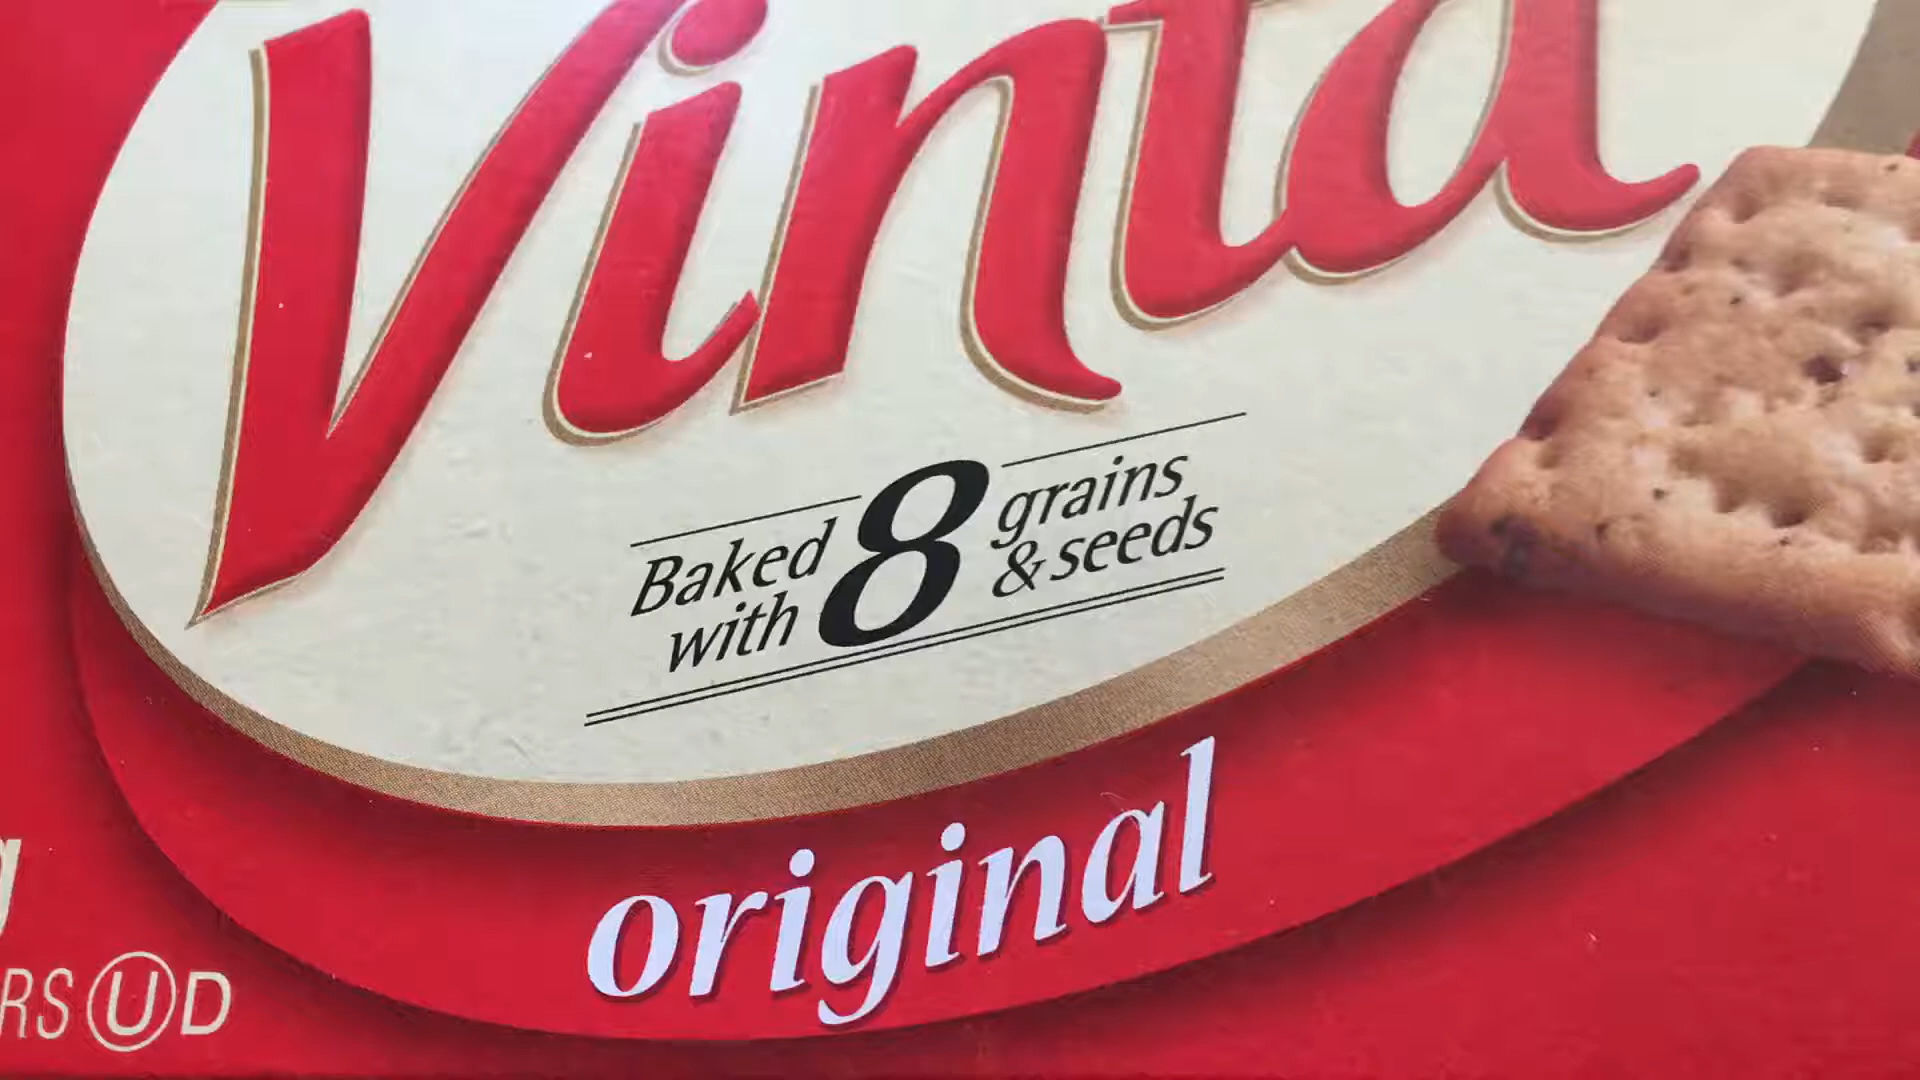 Vinta
Baked
with
8
grains
& seeds
original
RS U D